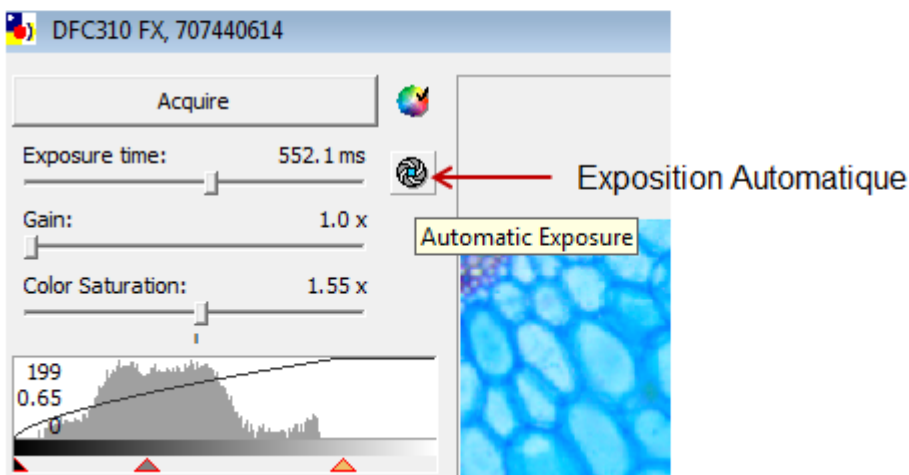 DFC310 FX, 707440614
Acquire
Exposure time: 552.1 ms
Exposition Automatique
Gain: 1.0 x
Automatic Exposure
Color Saturation: 1.55 x
199
0.65
0